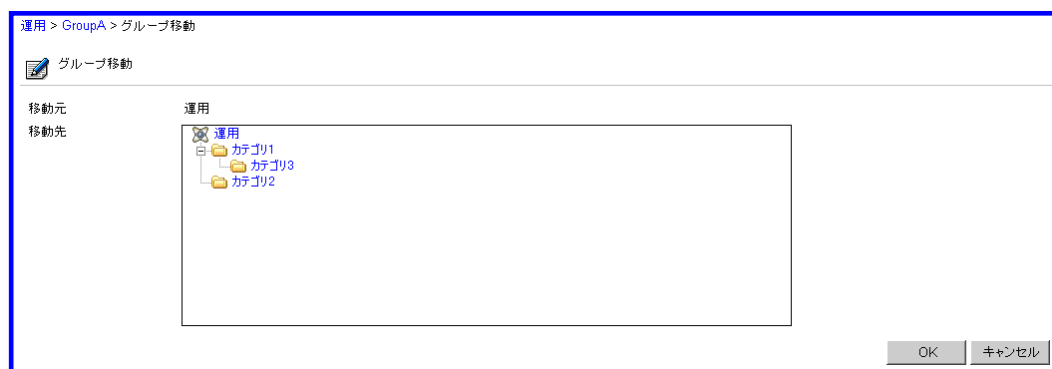 運用 > GroupA > グループ移動
グループ移動
移動元 運用
移動先
運用
カテゴリ1
カテゴリ3
カテゴリ2
OK キャンセル